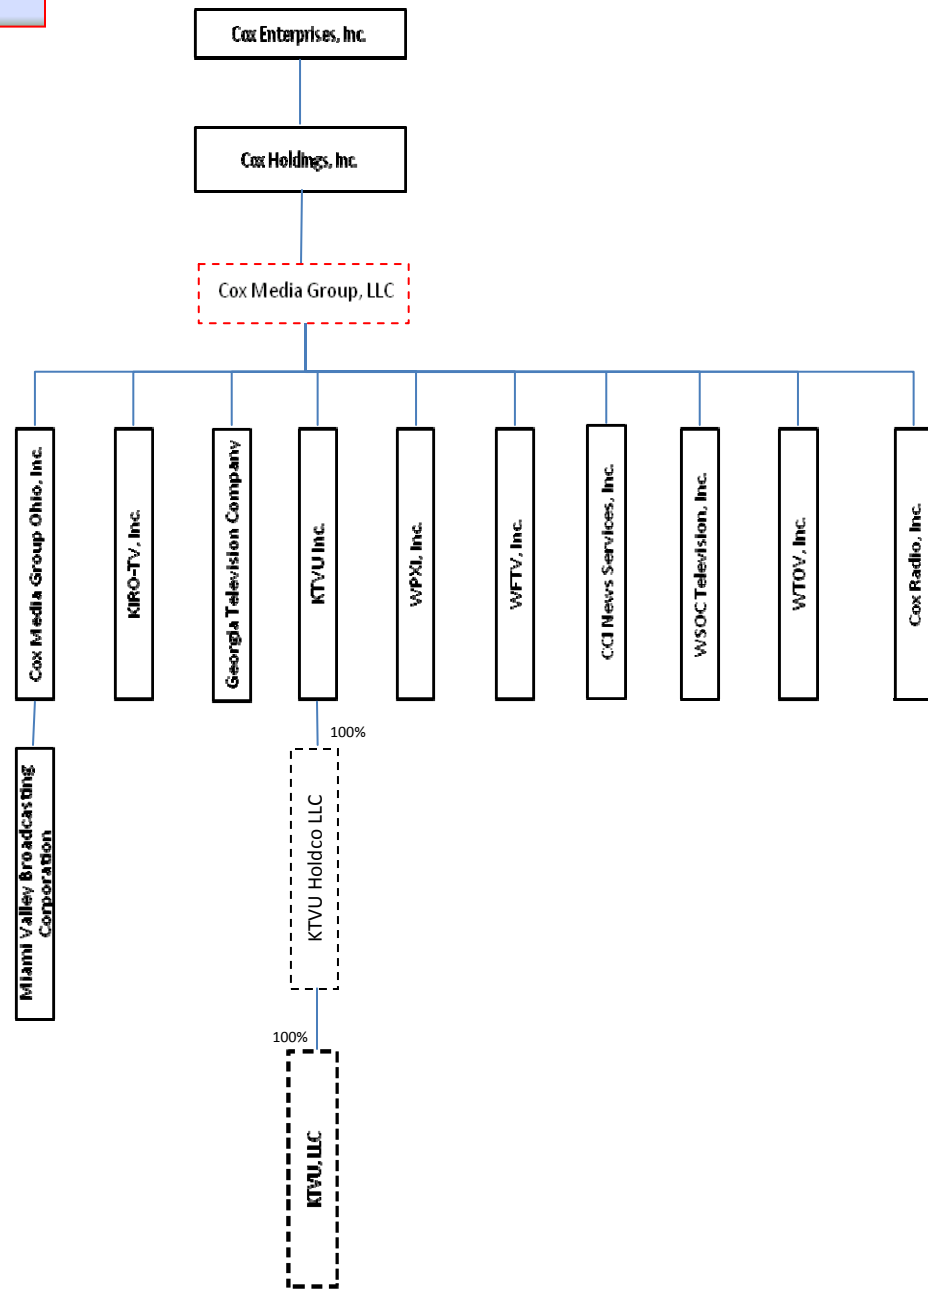 Cox Enterprises, Inc.
Cox Holdings, Inc.
Cox Media Group, LLC
Cox Media Group Ohio, Inc.
KIRO-TV, Inc.
Georgia Television Company
KTVU Inc.
WPXI, Inc.
WFTV, Inc.
CCI News Services, Inc.
WSOC Television, Inc.
WTOV, Inc.
Cox Radio, Inc.
100%
Miami Valley Broadcasting
Corporation
KTVU Holdco LLC
100%
KTVU, LLC